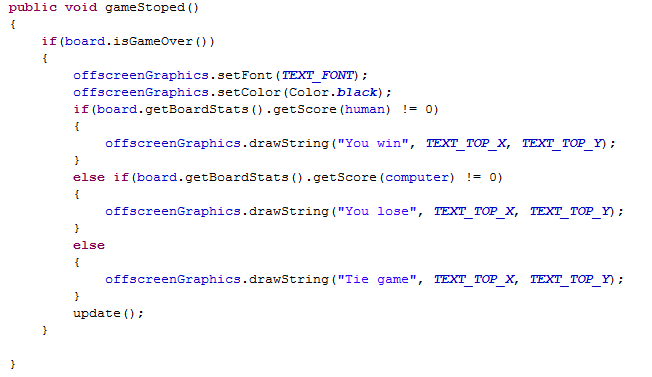 public void gameStoped()
{
    if(board.isGameOver())
    {
        offscreenGraphics.setFont(TEXT_FONT);
        offscreenGraphics.setColor(Color.black);
        if(board.getBoardStats().getScore(human) != 0)
        {
            offscreenGraphics.drawString("You win", TEXT_TOP_X, TEXT_TOP_Y);
        }
        else if(board.getBoardStats().getScore(computer) != 0)
        {
            offscreenGraphics.drawString("You lose", TEXT_TOP_X, TEXT_TOP_Y);
        }
        else
        {
            offscreenGraphics.drawString("Tie game", TEXT_TOP_X, TEXT_TOP_Y);
        }
        update();
    }

}